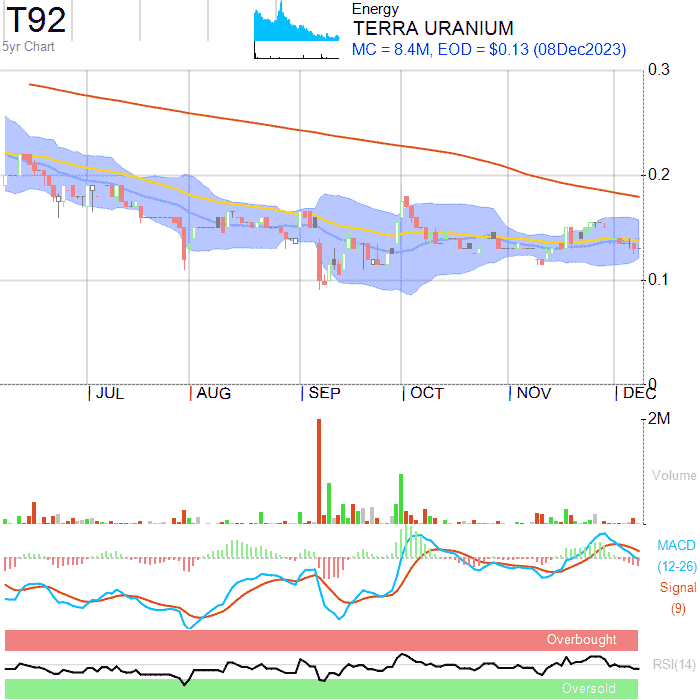 T92
5yr Chart
Energy
TERRA URANIUM
MC = 8.4M, EOD = $0.13 (08Dec2023)
0.3
0.2
0.1
0
JUL AUG SEP OCT NOV DEC
2M
Volume
MACD
(12-26)
Signal
(9)
Overbought
RSI(14)
Oversold